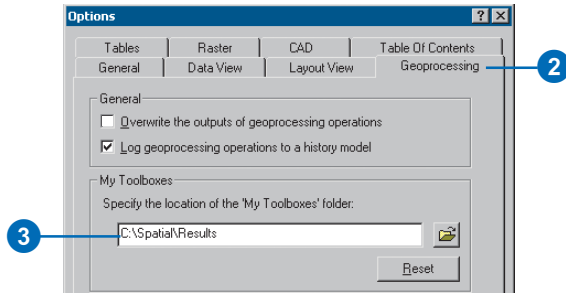 Options
Tables Raster CAD Table Of Contents
General Data View Layout View Geoprocessing
2
General
Overwrite the outputs of geoprocessing operations
Log geoprocessing operations to a history model
My Toolboxes
Specify the location of the 'My Toolboxes' folder:
3
C:\Spatial\Results
Reset